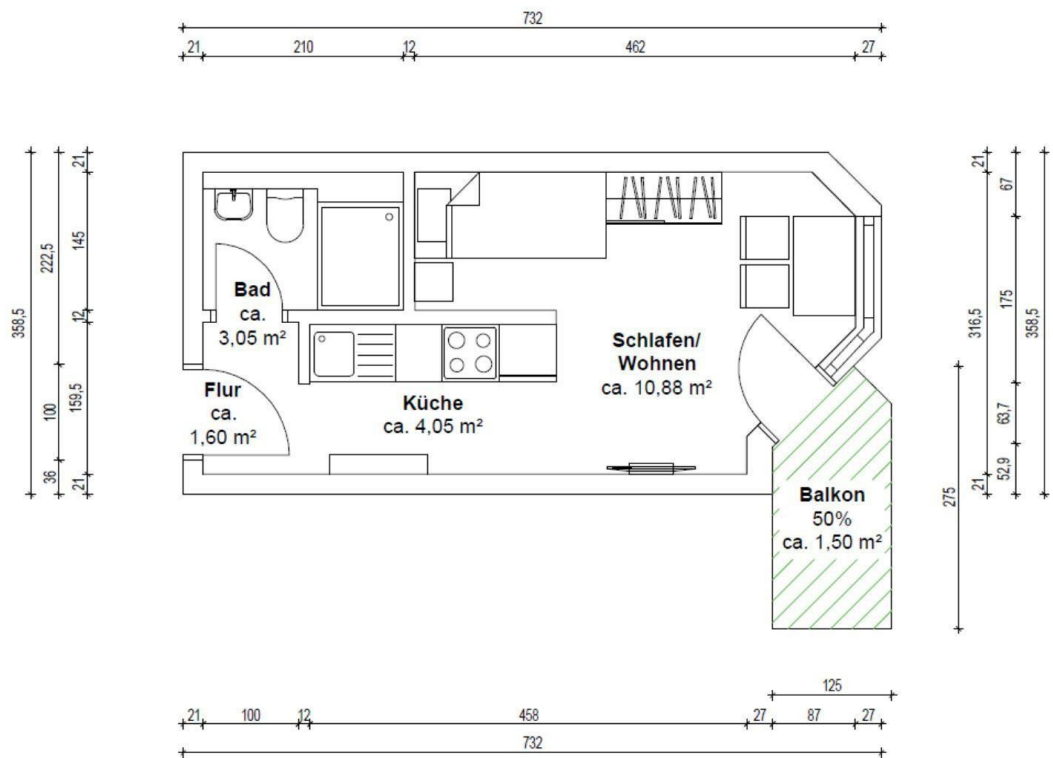 732
21 210 12 462 27
358,5
222,5
100
36
21
145
12
159,5
21
Bad
ca.
3,05 m²
Flur
ca.
1,60 m²
Küche
ca. 4,05 m²
Schlafen/
Wohnen
ca. 10,88 m²
Balkon
50%
ca. 1,50 m²
21
316,5
21
67
175
63,7
52,9
358,5
275
125
21 100 12 458 27 87 27
732